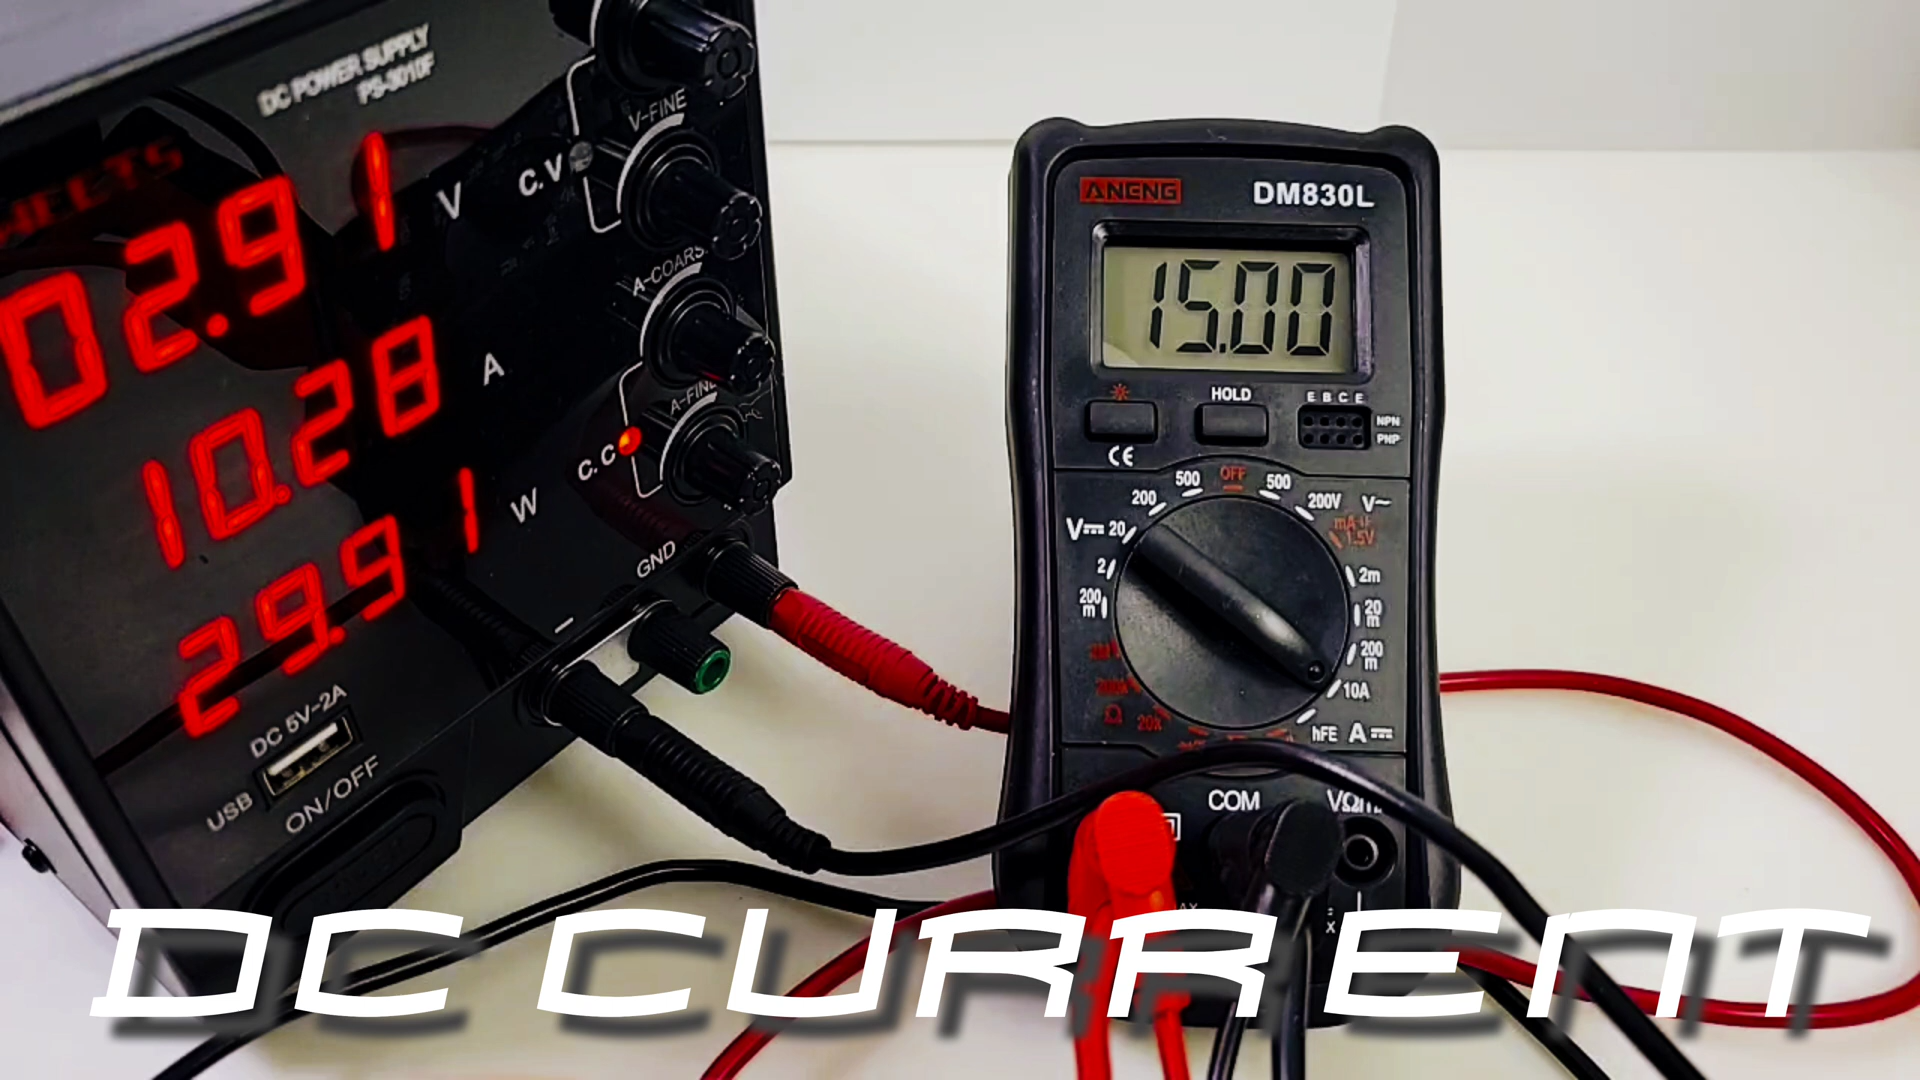 DC POWER SUPPLY
PS-3010F
02.91 V
C.V
V-FINE
10.28 A
A-COARS
A-FINE
C.C
29.91 W
GND
DC 5V-2A
USB
ON/OFF
ANENG DM830L
15.00
HOLD
E B C E
NPN
PNP
CE
OFF
500
500
200
200V V~
V 20
1.5V
2
2m
200
m
20
m
200
m
10A
20k
hFE A
COM
DC CURRENT